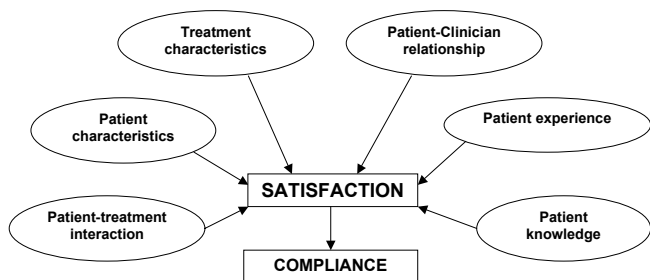 Treatment
characteristics
Patient-Clinician
relationship
Patient
characteristics
Patient experience
SATISFACTION
Patient-treatment
interaction
Patient
knowledge
COMPLIANCE